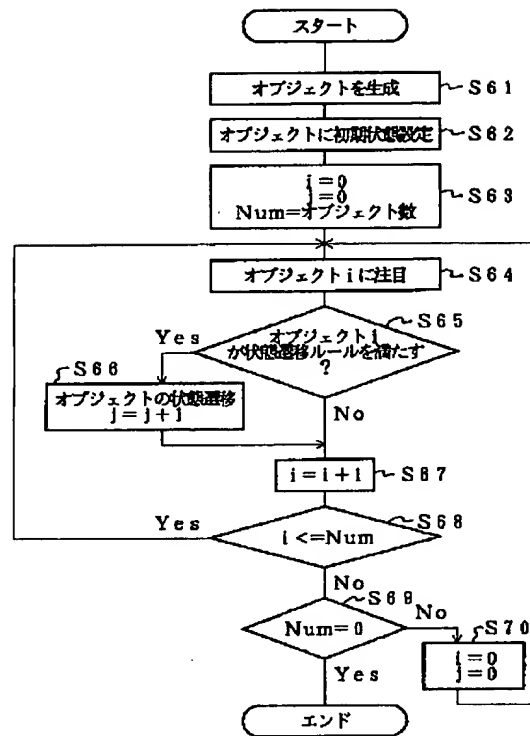 スタート
オブジェクトを生成
S61
オブジェクトに初期状態設定
S62
i=0
j=0
Num=オブジェクト数
S63
オブジェクトiに注目
S64
オブジェクトi
が状態遷移ルールを満たす
?
S65
Yes
No
S66
オブジェクトの状態遷移
j=j+1
i=i+1
S67
i<=Num
S68
Yes
No
Num=0
S69
No
Yes
S70
i=0
j=0
エンド